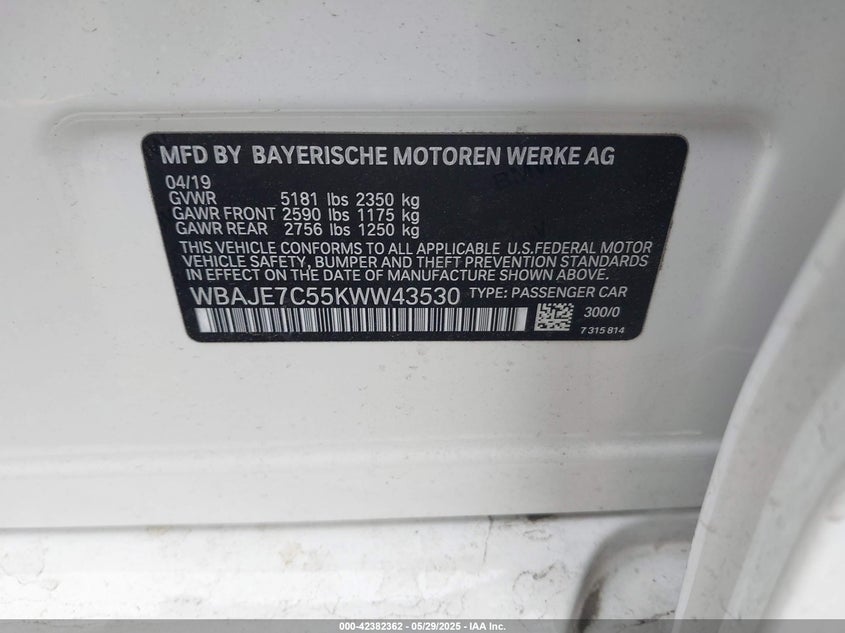 MFD BY BAYERISCHE MOTOREN WERKE AG
04/19
GVWR 5181 lbs 2350 kg
GAWR FRONT 2590 lbs 1175 kg
GAWR REAR 2756 lbs 1250 kg
THIS VEHICLE CONFORMS TO ALL APPLICABLE U.S.FEDERAL MOTOR
VEHICLE SAFETY, BUMPER AND THEFT PREVENTION STANDARDS
IN EFFECT ON THE DATE OF MANUFACTURE SHOWN ABOVE.
WBAJE7C55KWW43530 TYPE: PASSENGER CAR
300/0
7 315 814
000-42382362 - 05/29/2025 - IAA Inc.